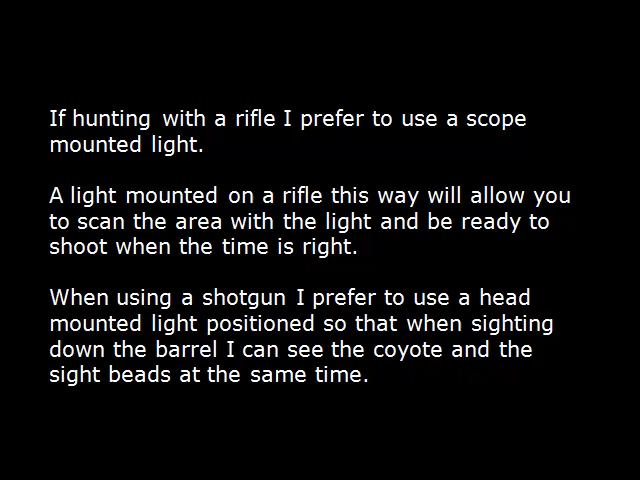 If hunting with a rifle I prefer to use a scope
mounted light.
A light mounted on a rifle this way will allow you
to scan the area with the light and be ready to
shoot when the time is right.
When using a shotgun I prefer to use a head
mounted light positioned so that when sighting
down the barrel I can see the coyote and the
sight beads at the same time.